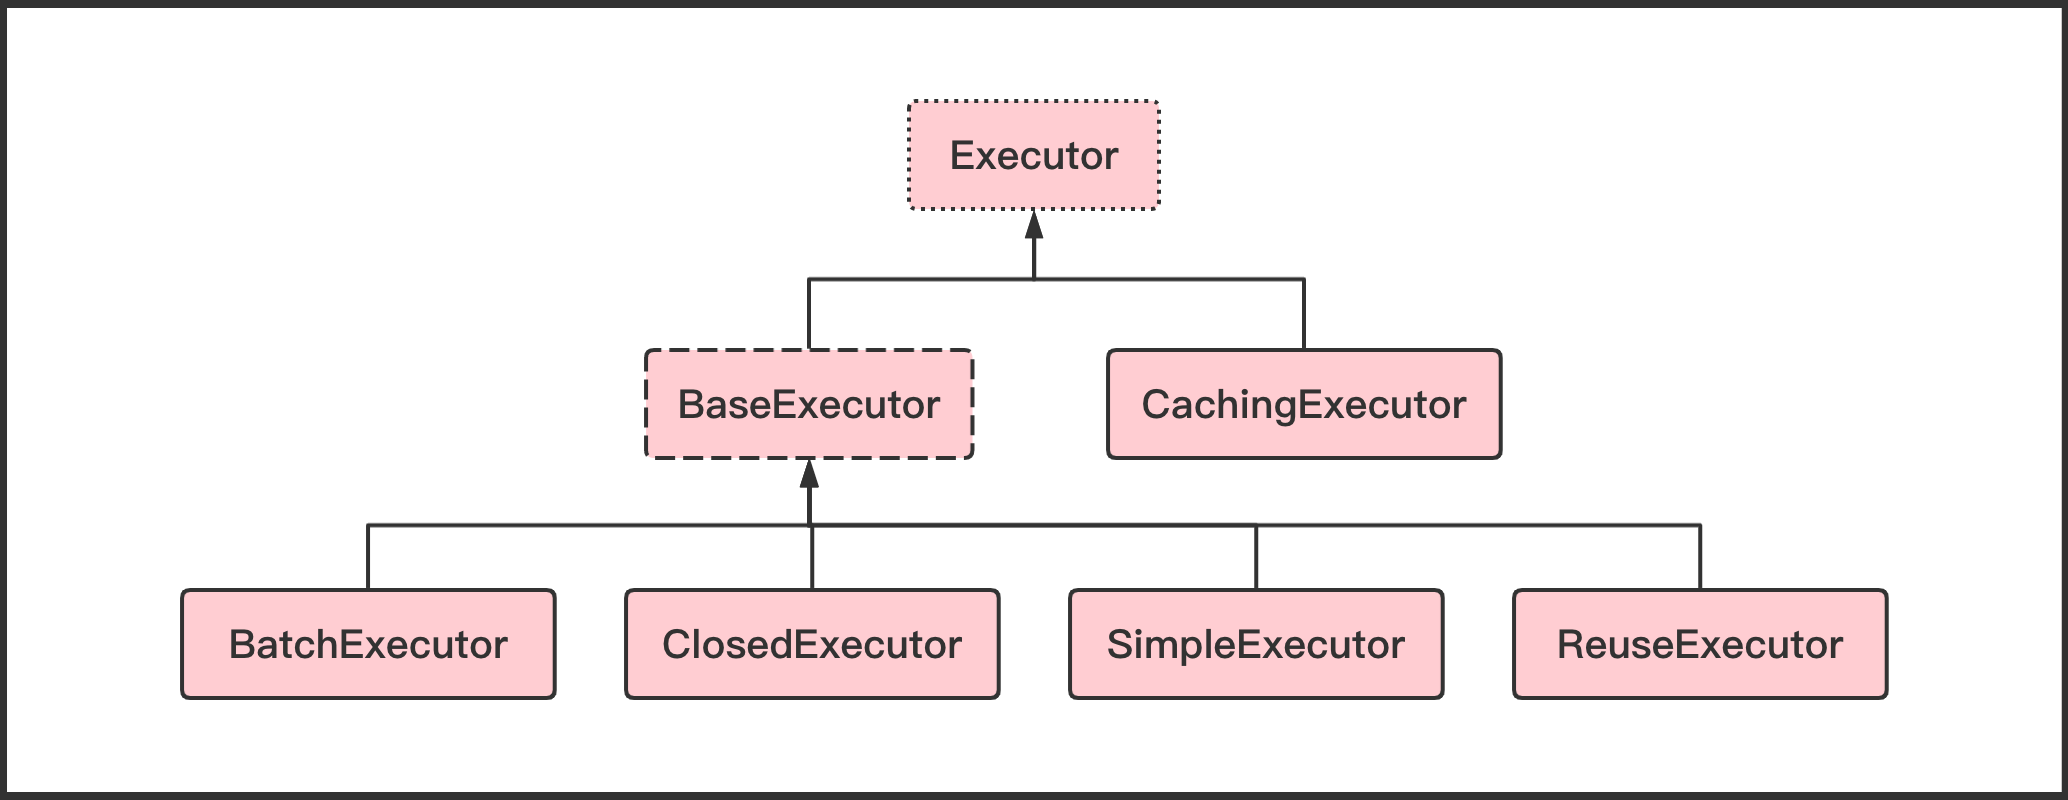 Executor
BaseExecutor
CachingExecutor
BatchExecutor
ClosedExecutor
SimpleExecutor
ReuseExecutor